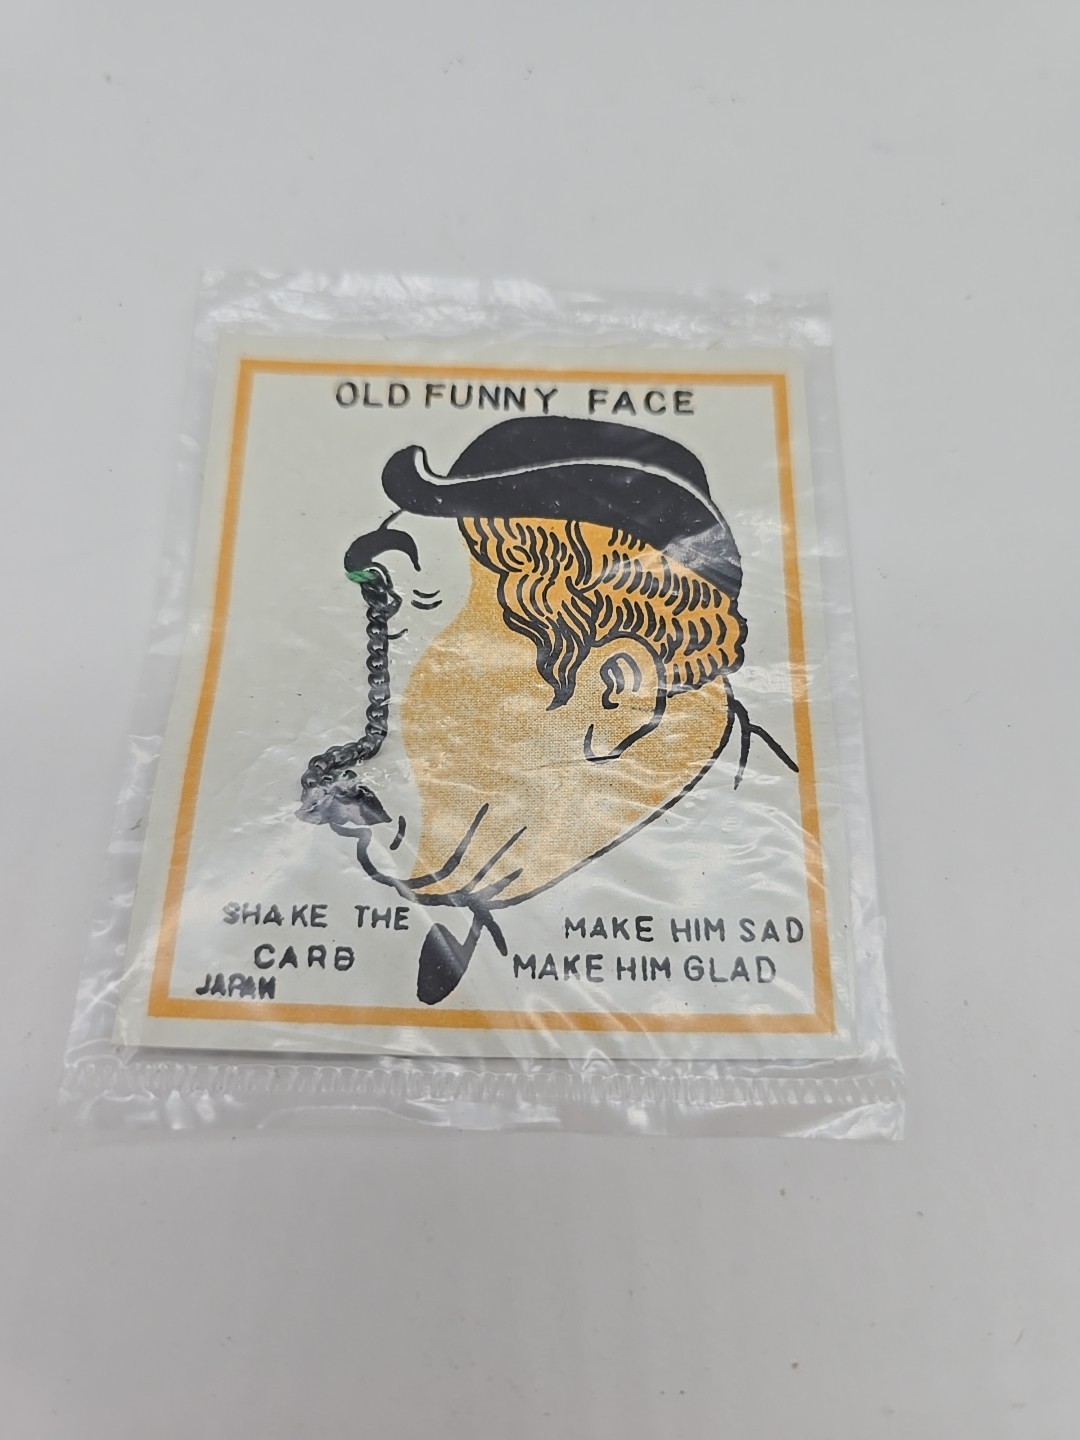 OLD FUNNY FACE
SHAKE THE
CARB
JAPAN
MAKE HIM SAD
MAKE HIM GLAD